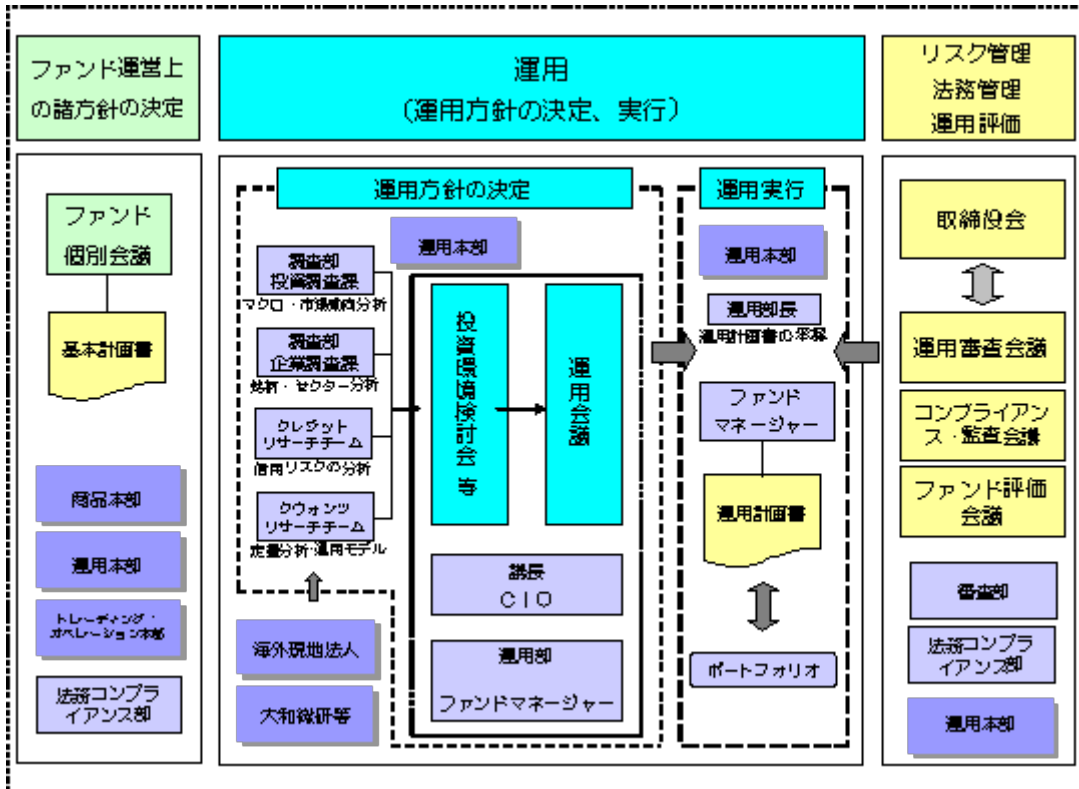 ファンド運営上
の諸方針の決定
運用
(運用方針の決定、実行)
リスク管理
法務管理
運用評価
ファンド
個別会議
基本計画書
商品本部
運用本部
トレーディング・
オペレーション本部
法務コンプラ
イアンス部
運用方針の決定
運用本部
調査部
投資調査課
マクロ・市場動向分析
調査部
企業調査課
銘柄・セクター分析
クレジット
リサーチチーム
信用リスクの分析
クウォンツ
リサーチチーム
定量分析・運用モデル
海外現地法人
大和総研等
投資環境検討会 等
運用会議
議長
CIO
運用部
ファンドマネージャー
運用実行
運用本部
運用部長
運用計画書の承認
ファンド
マネージャー
運用計画書
ポートフォリオ
取締役会
運用審査会議
コンプライアン
ス・監査会議
ファンド評価
会議
審査部
法務コンプラ
イアンス部
運用本部